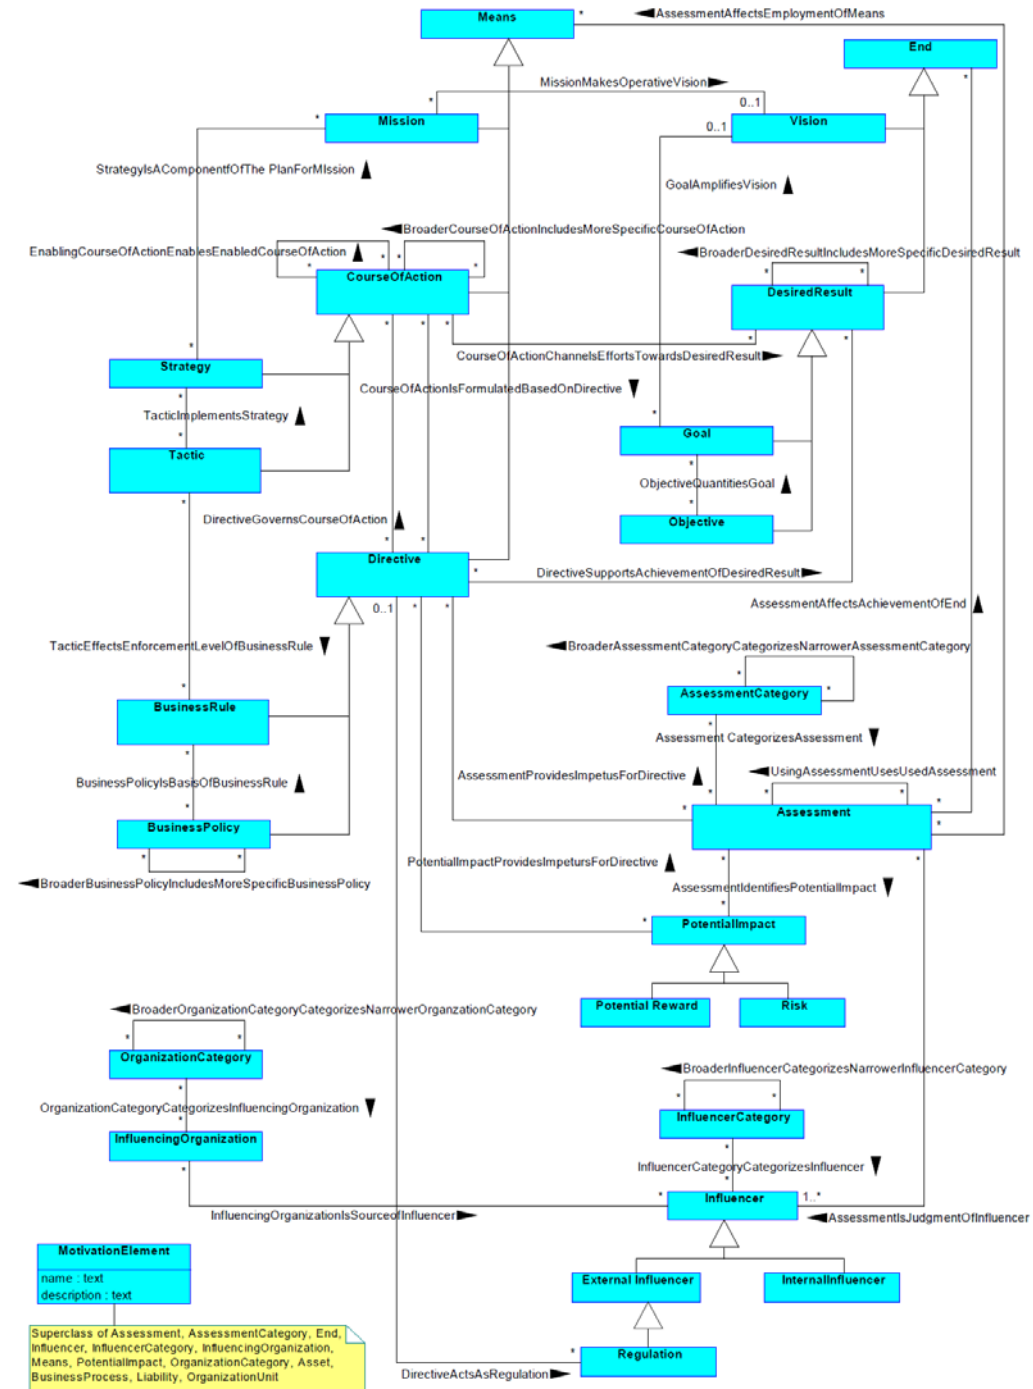 Means
*
◄AssessmentAffectsEmploymentOfMeans
End
*
MissionMakesOperativeVision►
*
0..1
*
Mission
0..1
Vision
StrategyIsAComponentfOfThe PlanForMIssion ▲
GoalAmplifiesVision ▲
◄BroaderCourseOfActionIncludesMoreSpecificCourseOfAction
EnablingCourseOfActionEnablesEnabledCourseOfAction ▲
* * * *
◄BroaderDesiredResultIncludesMoreSpecificDesiredResult
* *
CourseOfAction
DesiredResult
* * * * *
*
Strategy
CourseOfActionChannelsEffortsTowardsDesiredResult►
CourseOfActionIsFormulatedBasedOnDirective ▼
*
TacticImplementsStrategy ▲
*
Tactic
*
Goal
*
ObjectiveQuantitiesGoal ▲
*
Objective
*
DirectiveGovernsCourseOfAction ▲
* *
Directive
*
DirectiveSupportsAchievementOfDesiredResult►
0..1 * *
AssessmentAffectsAchievementOfEnd ▲
TacticEffectsEnforcementLevelOfBusinessRule ▼
◄BroaderAssessmentCategoryCategorizesNarrowerAssessmentCategory
*
*
AssessmentCategory
*
BusinessRule
*
*
Assessment CategorizesAssessment ▼
BusinessPolicyIsBasisOfBusinessRule ▲
AssessmentProvidesImpetusForDirective ▲
◄UsingAssessmentUsesUsedAssessment
*
* * * *
*
Assessment
*
*
BusinessPolicy
* *
PotentialImpactProvidesImpetursForDirective ▲
* *
◄BroaderBusinessPolicyIncludesMoreSpecificBusinessPolicy
AssessmentIdentifiesPotentialImpact ▼
*
*
PotentialImpact
Potential Reward
Risk
◄BroaderOrganizationCategoryCategorizesNarrowerOrganzationCategory
* *
OrganizationCategory
*
◄BroaderInfluencerCategorizesNarrowerInfluencerCategory
* *
OrganizationCategoryCategorizesInfluencingOrganization ▼
*
InfluencerCategory
*
InfluencingOrganization
*
InfluencerCategoryCategorizesInfluencer ▼
*
*
Influencer
1..*
InfluencingOrganizationIsSourceofInfluencer►
◄AssessmentIsJudgmentOfInfluencer
MotivationElement
name : text
description : text
External Influencer
InternalInfluencer
Superclass of Assessment, AssessmentCategory, End,
Influencer, InfluencerCategory, InfluencingOrganization,
Means, PotentialImpact, OrganizationCategory, Asset,
BusinessProcess, Liability, OrganizationUnit
*
Regulation
DirectiveActsAsRegulation►